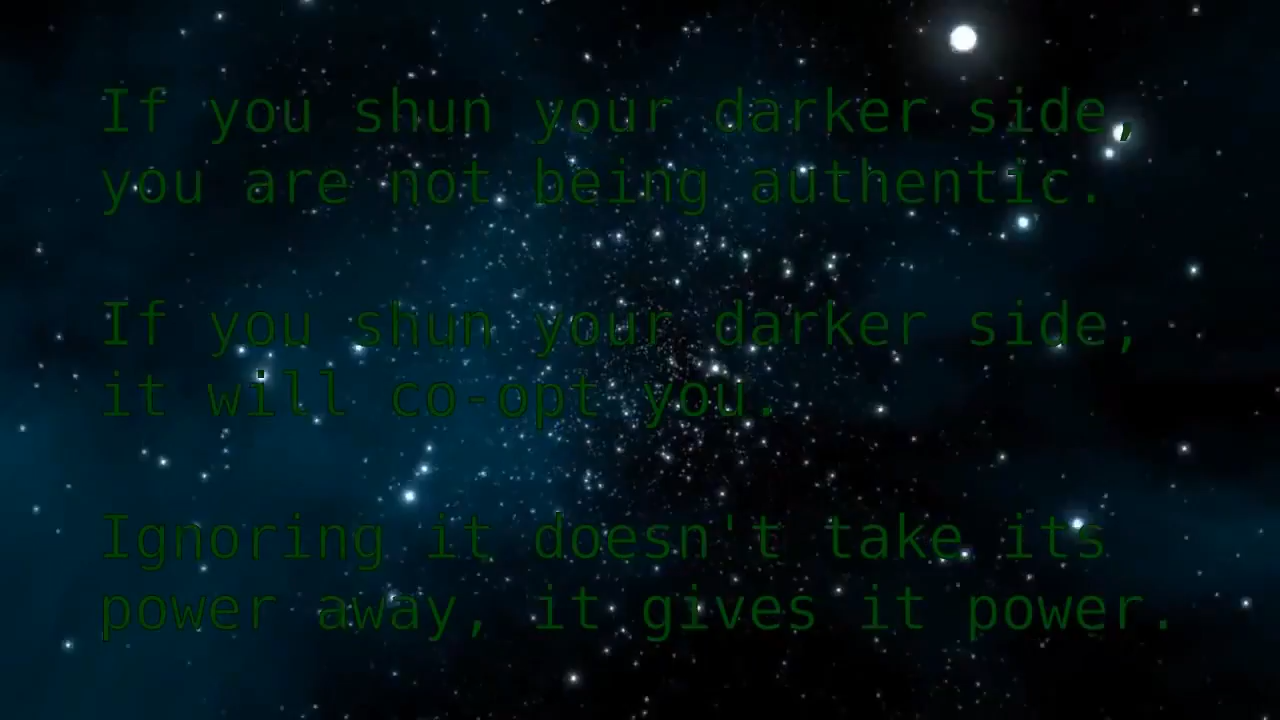 If you shun your darker side,
you are not being authentic.
If you shun your darker side,
it will co-opt you.
Ignoring it doesn't take its
power away, it gives it power.